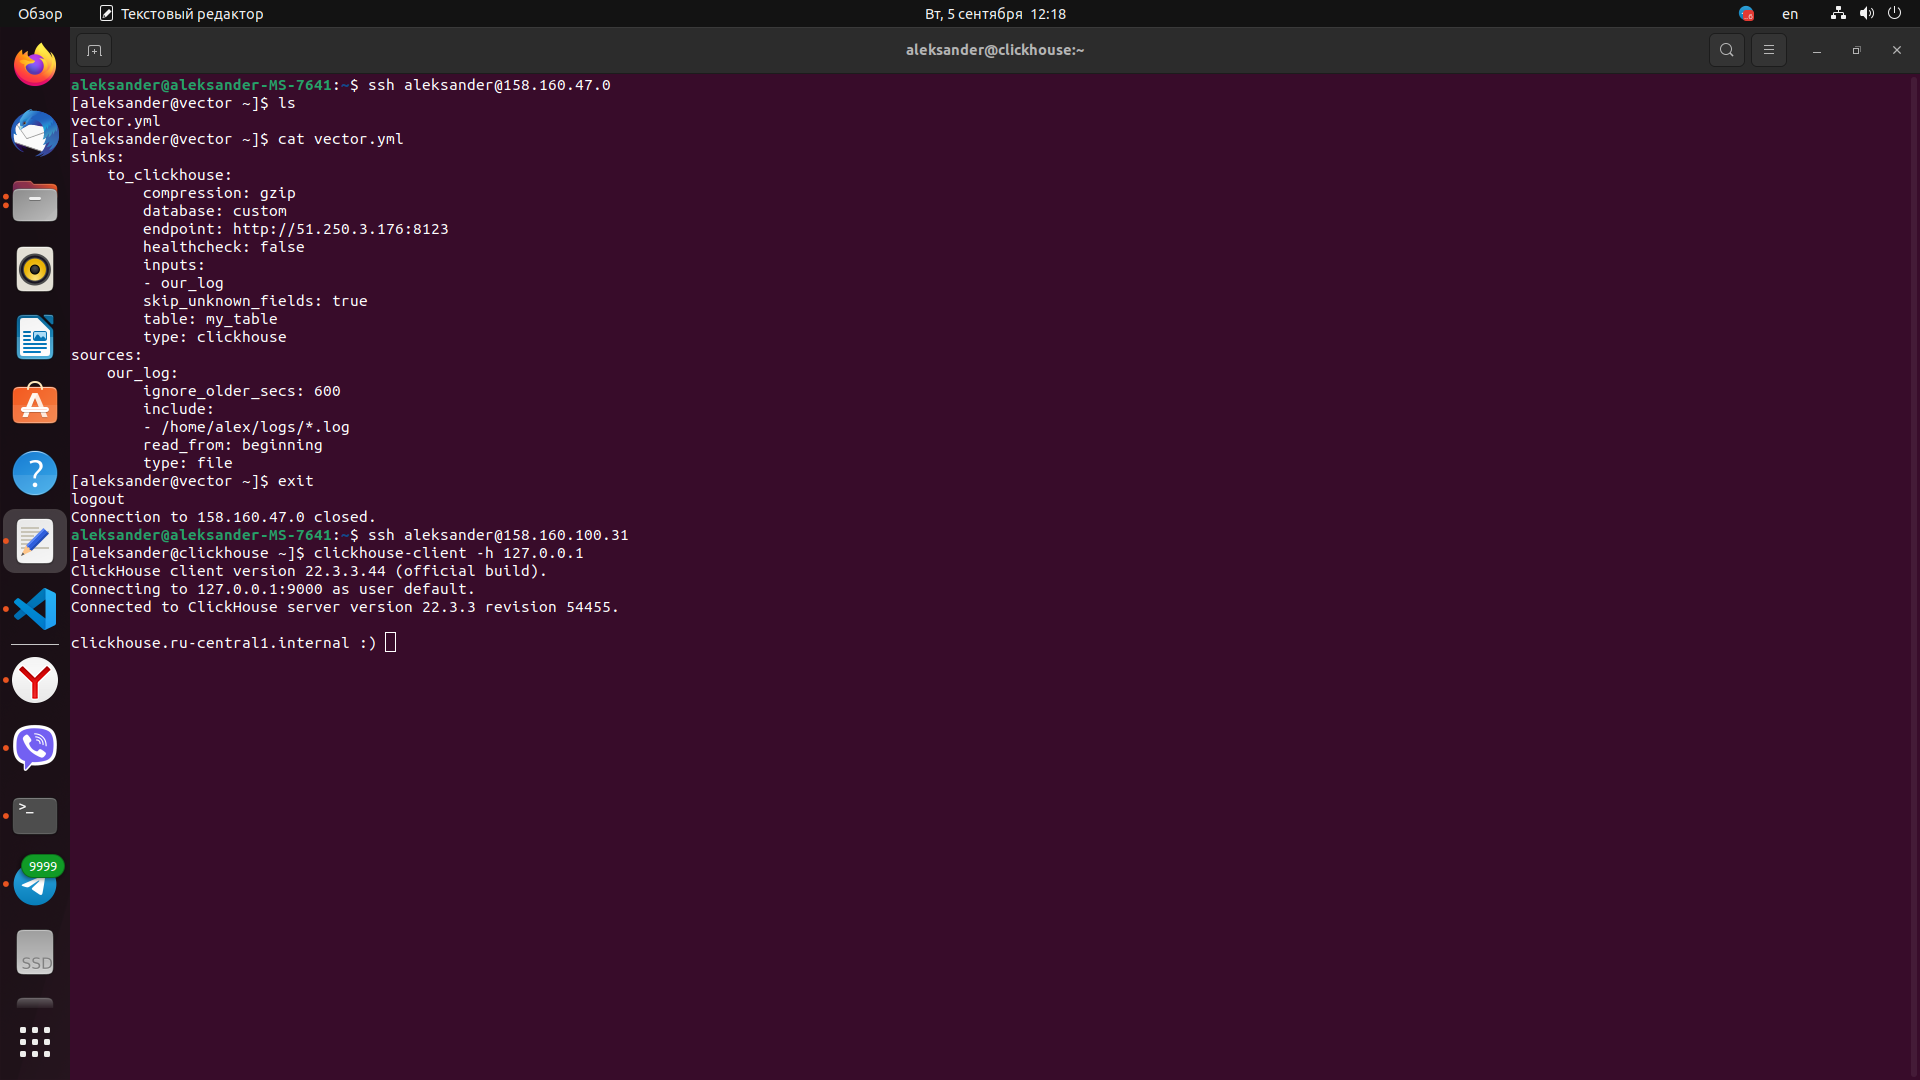 Обзор Текстовый редактор Вт, 5 сентября 12:18 en
aleksander@clickhouse:~
aleksander@aleksander-MS-7641:~$ ssh aleksander@158.160.47.0
[aleksander@vector ~]$ ls
vector.yml
[aleksander@vector ~]$ cat vector.yml
sinks:
    to_clickhouse:
        compression: gzip
        database: custom
        endpoint: http://51.250.3.176:8123
        healthcheck: false
        inputs:
        - our_log
        skip_unknown_fields: true
        table: my_table
        type: clickhouse
sources:
    our_log:
        ignore_older_secs: 600
        include:
        - /home/alex/logs/*.log
        read_from: beginning
        type: file
[aleksander@vector ~]$ exit
logout
Connection to 158.160.47.0 closed.
aleksander@aleksander-MS-7641:~$ ssh aleksander@158.160.100.31
[aleksander@clickhouse ~]$ clickhouse-client -h 127.0.0.1
ClickHouse client version 22.3.3.44 (official build).
Connecting to 127.0.0.1:9000 as user default.
Connected to ClickHouse server version 22.3.3 revision 54455.
clickhouse.ru-central1.internal :)
9999
SSD